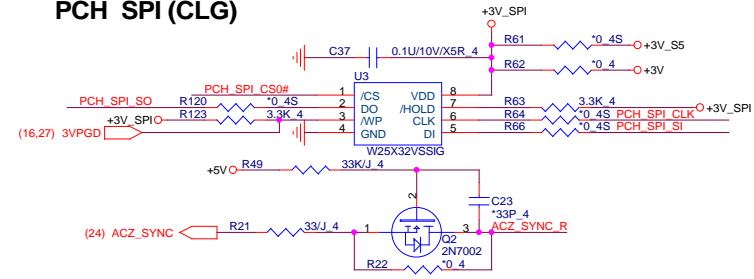 PCH SPI (CLG)
+3V_SPI
R61 *0_4S +3V_S5
C37 0.1U/10V/X5R_4
R62 *0_4 +3V
U3
PCH_SPI_CS0# 1 /CS VDD 8
PCH_SPI_SO R120 *0_4S 2 DO /HOLD 7 R63 3.3K_4 +3V_SPI
+3V_SPI R123 3.3K_4 3 /WP CLK 6 R64 *0_4S PCH_SPI_CLK
(16,27) 3VPGD 4 GND DI 5 R66 *0_4S PCH_SPI_SI
W25X32VSSIG
+5V R49 33K/J_4
2 C23
*33P_4
(24) ACZ_SYNC R21 33/J_4 1 3 ACZ_SYNC_R
Q2
2N7002
R22 *0_4